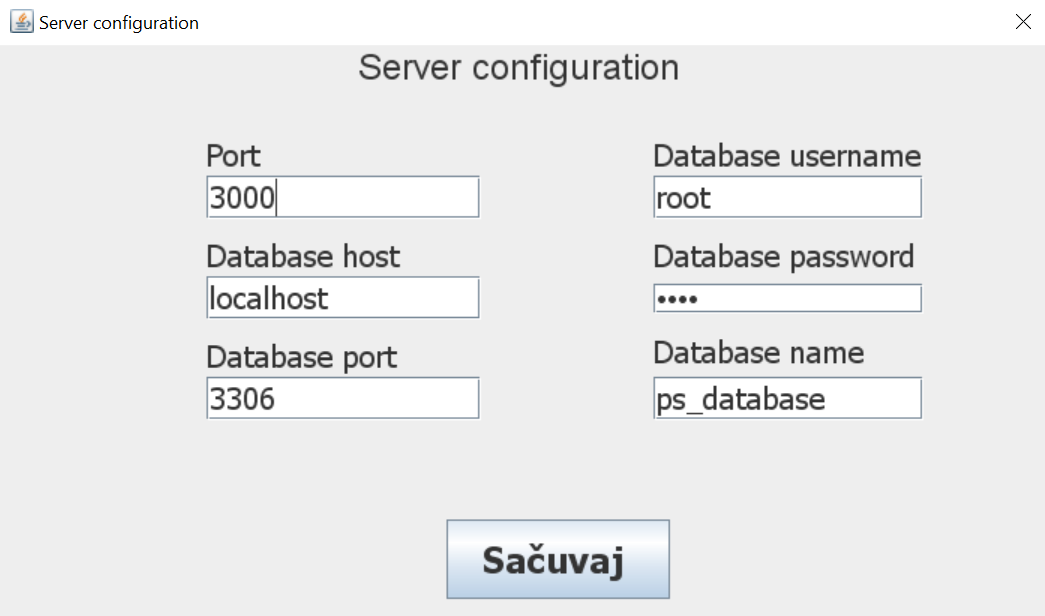 Server configuration
Server configuration
Port
3000
Database host
localhost
Database port
3306
Database username
root
Database password
••••
Database name
ps_database
Sačuvaj